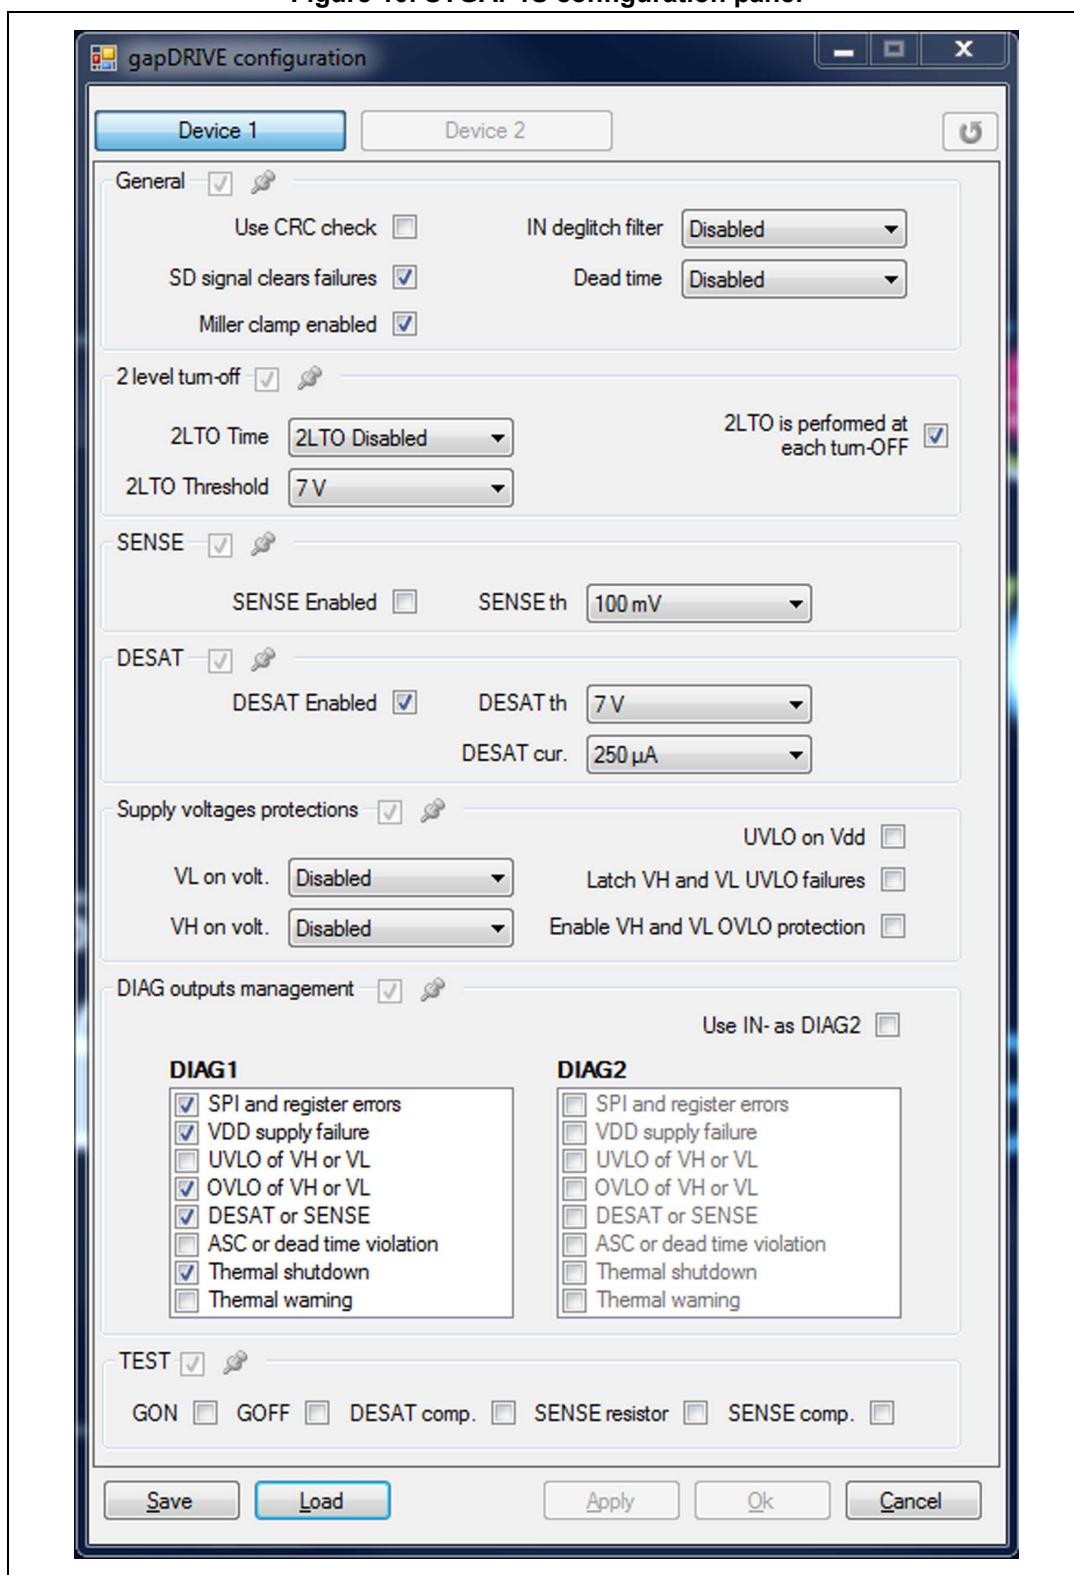 gapDRIVE configuration
Device 1 Device 2
General
Use CRC check IN deglitch filter Disabled
SD signal clears failures Dead time Disabled
Miller clamp enabled
2 level turn-off
2LTO Time 2LTO Disabled 2LTO is performed at
each turn-OFF
2LTO Threshold 7 V
SENSE
SENSE Enabled SENSE th 100 mV
DESAT
DESAT Enabled DESAT th 7 V
DESAT cur. 250 µA
Supply voltages protections
UVLO on Vdd
VL on volt. Disabled Latch VH and VL UVLO failures
VH on volt. Disabled Enable VH and VL OVLO protection
DIAG outputs management
Use IN- as DIAG2
DIAG1 DIAG2
SPI and register errors SPI and register errors
VDD supply failure VDD supply failure
UVLO of VH or VL UVLO of VH or VL
OVLO of VH or VL OVLO of VH or VL
DESAT or SENSE DESAT or SENSE
ASC or dead time violation ASC or dead time violation
Thermal shutdown Thermal shutdown
Thermal warning Thermal warning
TEST
GON GOFF DESAT comp. SENSE resistor SENSE comp.
Save Load Apply Ok Cancel